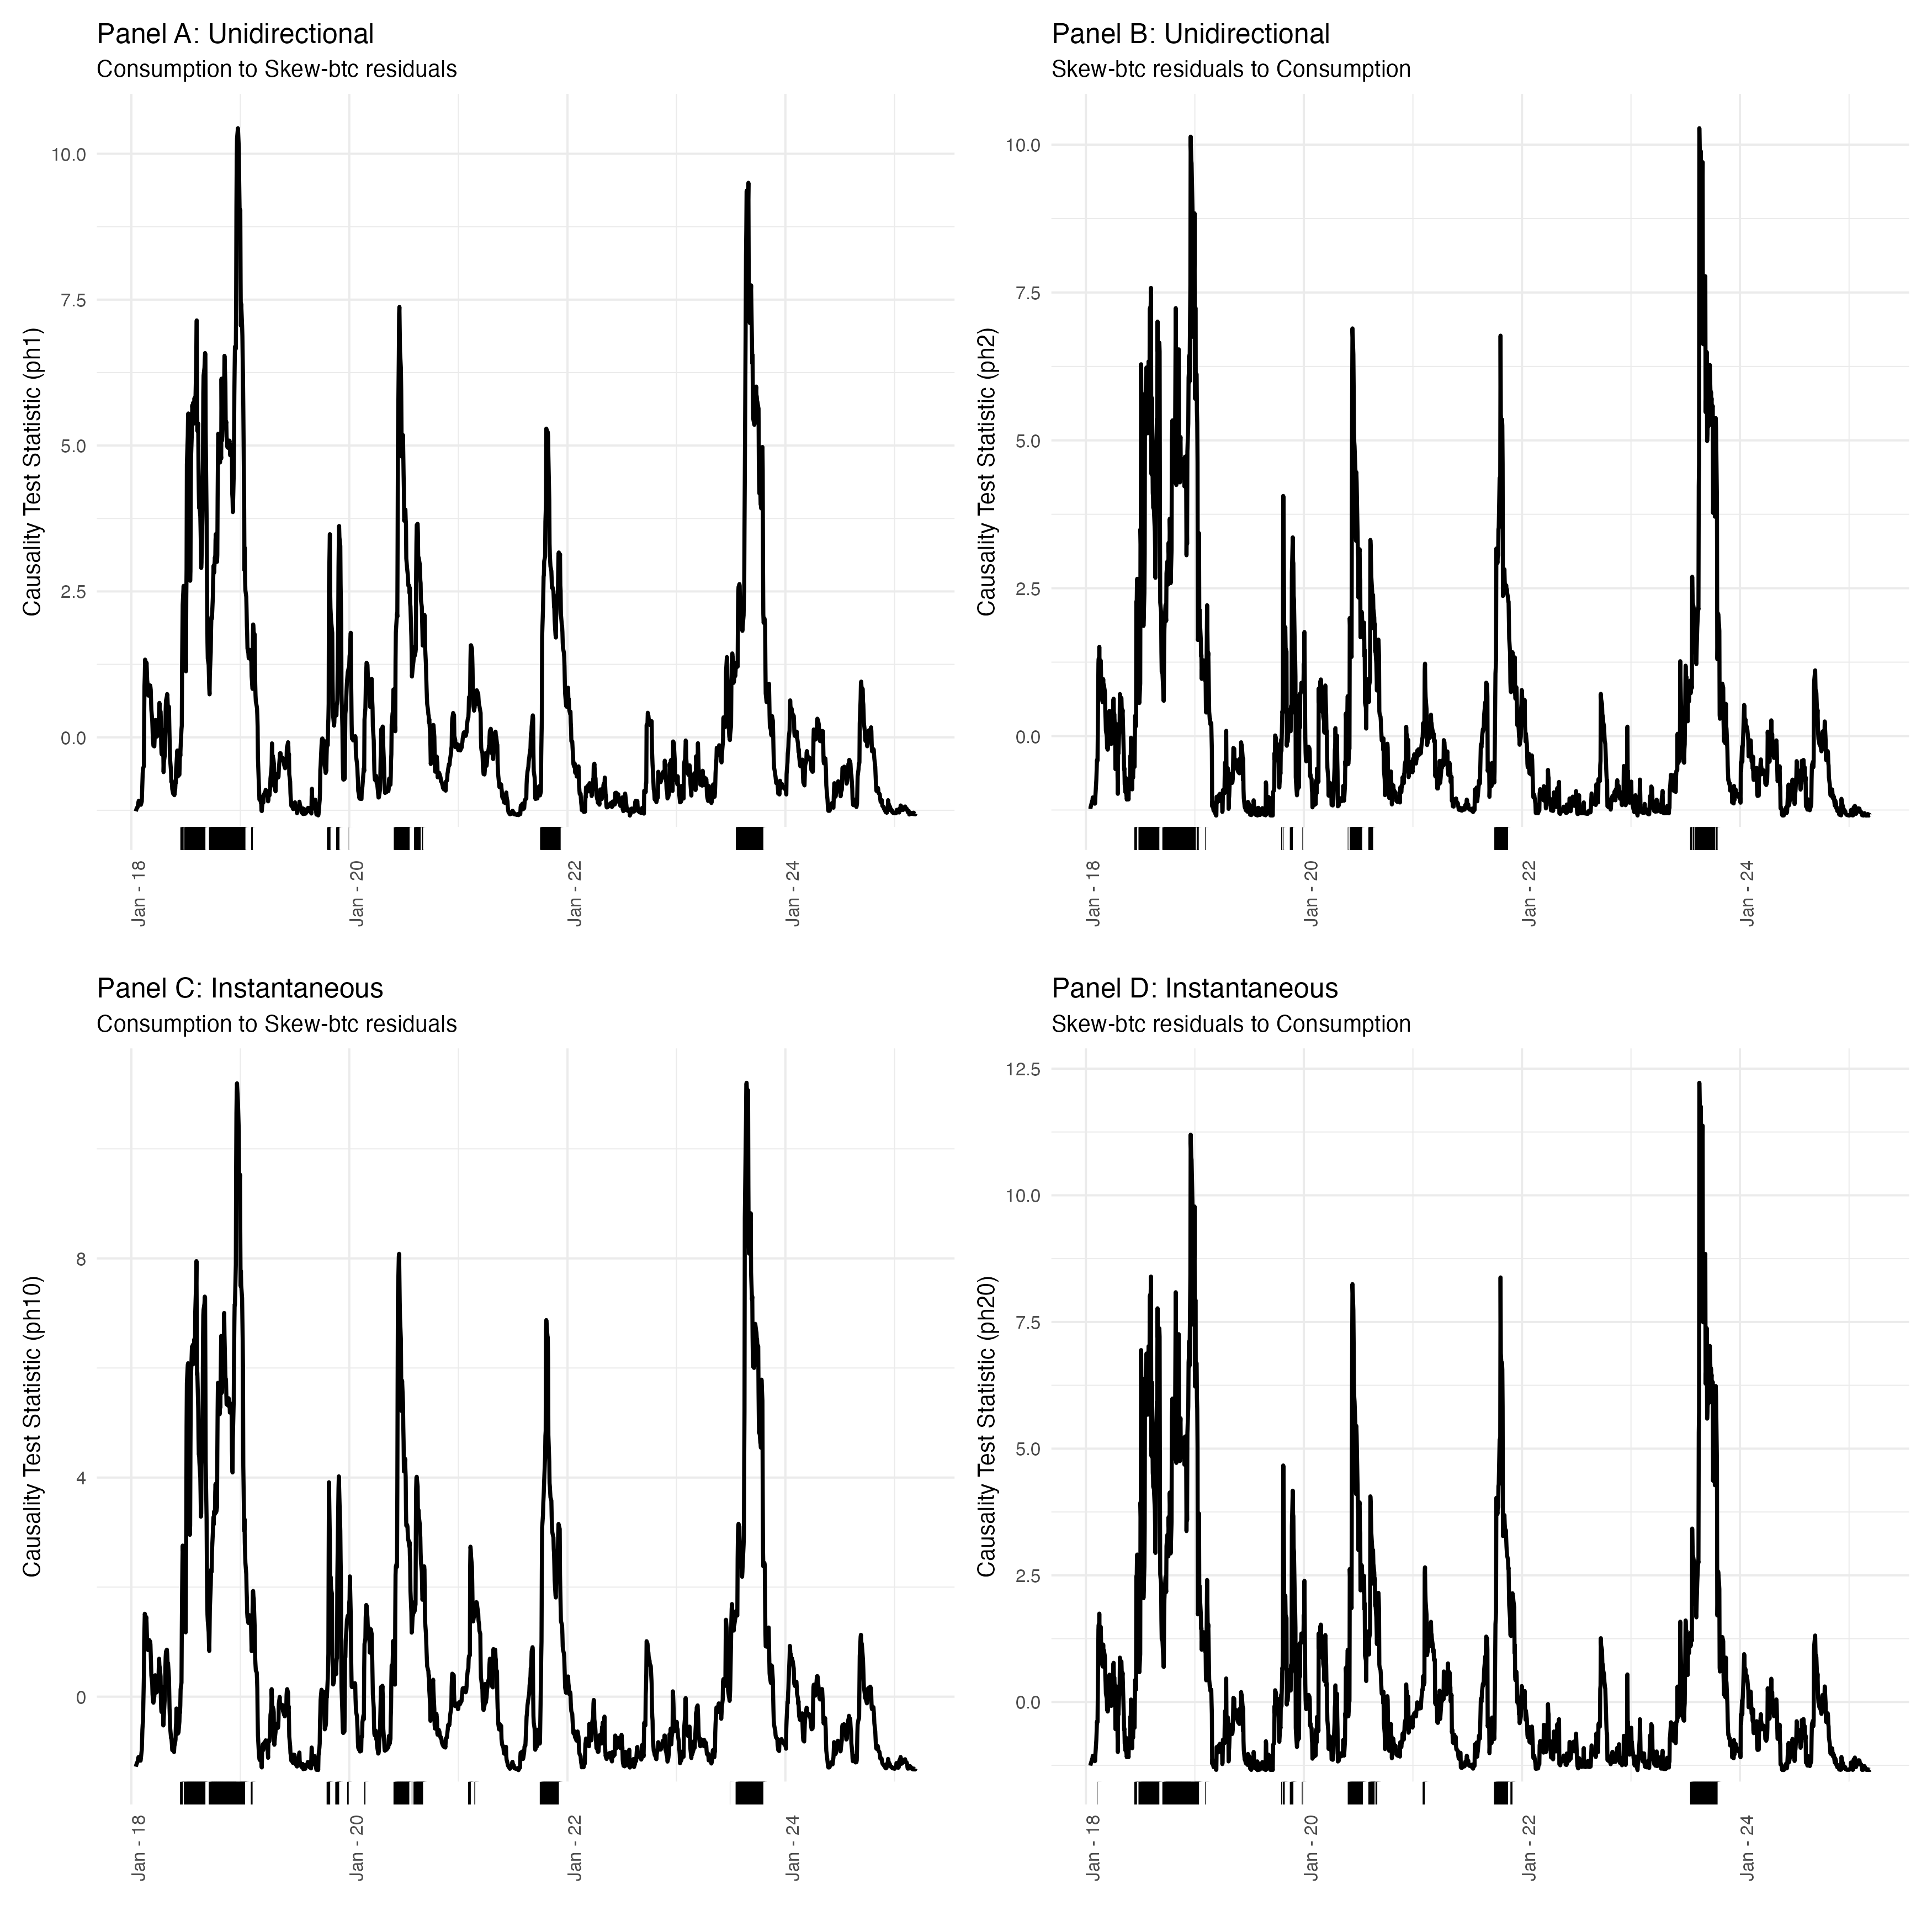 Panel A: Unidirectional
Consumption to Skew-btc residuals
Causality Test Statistic (ph1)
10.0
7.5
5.0
2.5
0.0
Jan - 18
Jan - 20
Jan - 22
Jan - 24
Panel B: Unidirectional
Skew-btc residuals to Consumption
Causality Test Statistic (ph2)
10.0
7.5
5.0
2.5
0.0
Jan - 18
Jan - 20
Jan - 22
Jan - 24
Panel C: Instantaneous
Consumption to Skew-btc residuals
Causality Test Statistic (ph10)
8
4
0
Jan - 18
Jan - 20
Jan - 22
Jan - 24
Panel D: Instantaneous
Skew-btc residuals to Consumption
Causality Test Statistic (ph20)
12.5
10.0
7.5
5.0
2.5
0.0
Jan - 18
Jan - 20
Jan - 22
Jan - 24